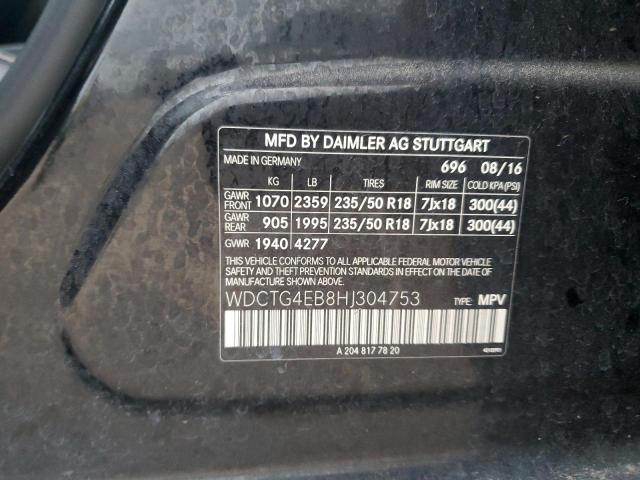 MFD BY DAIMLER AG STUTTGART
MADE IN GERMANY 696 08/16
KG LB TIRES RIM SIZE COLD KPA (PSI)
GAWR FRONT 1070 2359 235/50 R18 7Jx18 300(44)
GAWR REAR 905 1995 235/50 R18 7Jx18 300(44)
GVWR 1940 4277
THIS VEHICLE CONFORMS TO ALL APPLICABLE FEDERAL MOTOR VEHICLE
SAFETY, BUMPER, AND THEFT PREVENTION STANDARDS IN
EFFECT ON THE DATE OF MANUFACTURE SHOWN ABOVE.
WDCTG4EB8HJ304753 TYPE: MPV
A 204 817 78 20